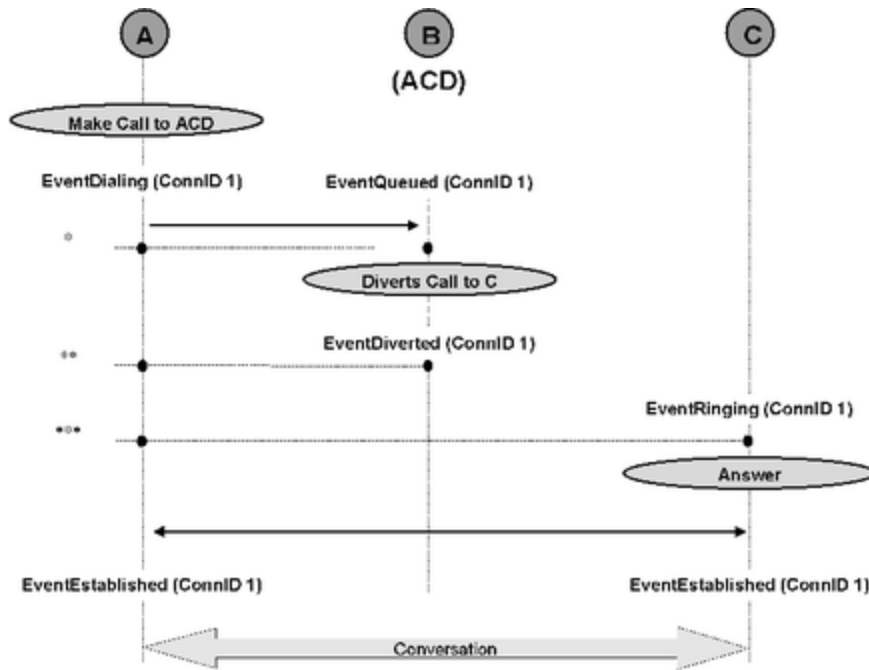 A B C
(ACD)
Make Call to ACD
EventDialing (ConnID 1) EventQueued (ConnID 1)
*
Diverts Call to C
EventDiverted (ConnID 1)
**
EventRinging (ConnID 1)
***
Answer
EventEstablished (ConnID 1) EventEstablished (ConnID 1)
Conversation